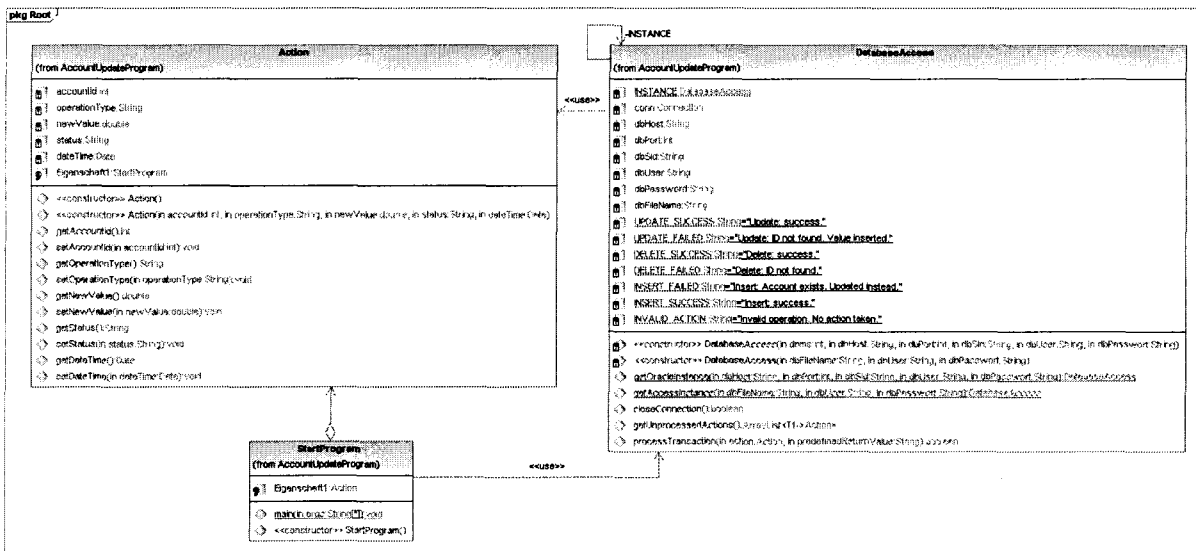 pkg Root
Action
(from AccountUpdateProgram)
accountId:int
operationType:String
newValue:double
status:String
dateTime:Date
Eigenschaft1:StartProgram
<<constructor>> Action()
<<constructor>> Action(in accountId:int, in operationType:String, in newValue:double, in status:String, in dateTime:Date)
getAccountId():int
setAccountId(in accountId:int):void
getOperationType():String
setOperationType(in operationType:String):void
getNewValue():double
setNewValue(in newValue:double):void
getStatus():String
setStatus(in status:String):void
getDateTime():Date
setDateTime(in dateTime:Date):void
<<use>>
-INSTANCE
DatabaseAccess
(from AccountUpdateProgram)
INSTANCE:DatabaseAccess
conn:Connection
dbHost:String
dbPort:int
dbSid:String
dbUser:String
dbPassword:String
dbFileName:String
UPDATE_SUCCESS:String="Update: success."
UPDATE_FAILED:String="Update: ID not found. Value inserted."
DELETE_SUCCESS:String="Delete: success."
DELETE_FAILED:String="Delete: ID not found."
INSERT_FAILED:String="Insert: Account exists. Updated instead."
INSERT_SUCCESS:String="Insert: success."
INVALID_ACTION:String="Invalid operation. No action taken."
<<constructor>> DatabaseAccess(in dbms:int, in dbHost:String, in dbPort:int, in dbSid:String, in dbUser:String, in dbPassword:String)
<<constructor>> DatabaseAccess(in dbFileName:String, in dbUser:String, in dbPasswort:String)
getOracleInstance(in dbHost:String, in dbPort:int, in dbSid:String, in dbUser:String, in dbPasswort:String):DatabaseAccess
getAccessInstance(in dbFileName:String, in dbUser:String, in dbPasswort:String):DatabaseAccess
closeConnection():boolean
getUnprocessedActions():ArrayList<T1->Action>
processTransaction(in action:Action, in predefinedReturnValue:String):boolean
StartProgram
(from AccountUpdateProgram)
Eigenschaft1:Action
main(in args:String[*]):void
<<constructor>> StartProgram()
<<use>>